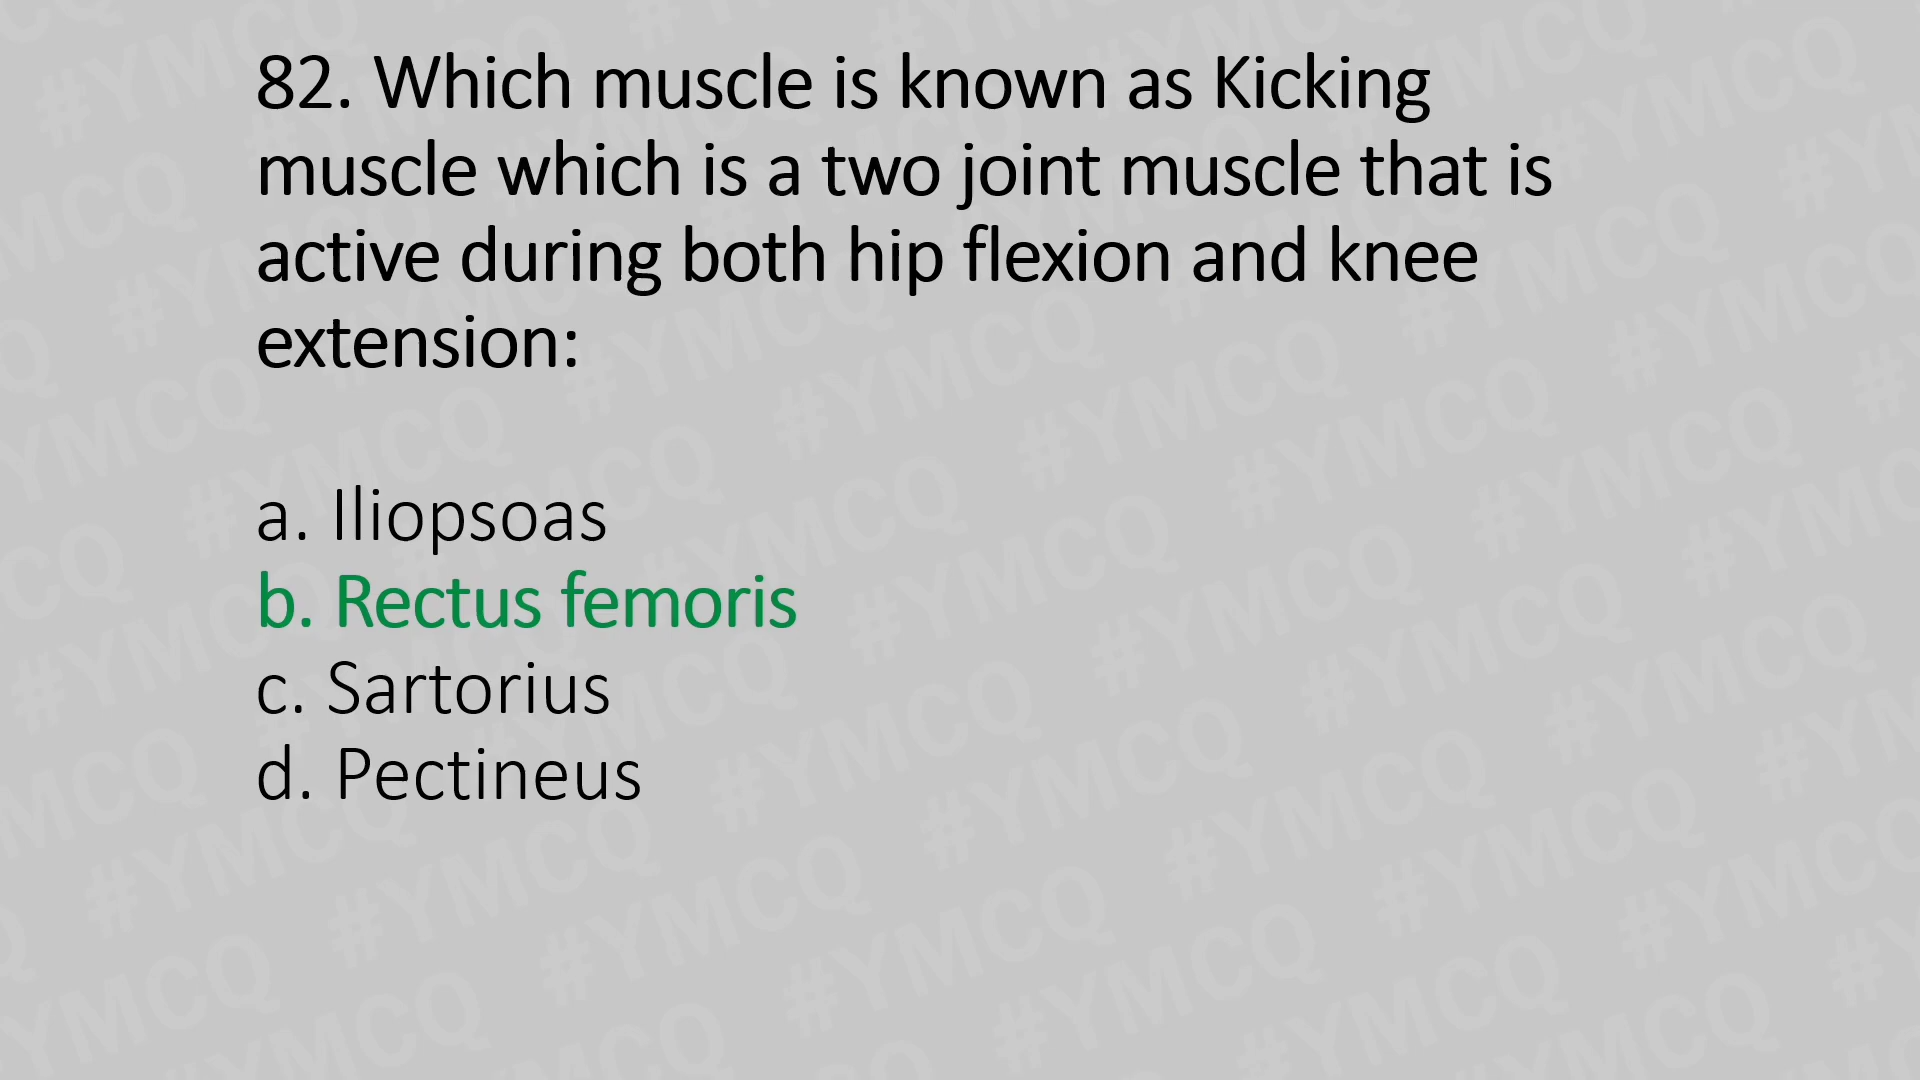 82. Which muscle is known as Kicking
muscle which is a two joint muscle that is
active during both hip flexion and knee
extension:
a. Iliopsoas
b. Rectus femoris
c. Sartorius
d. Pectineus
#YMCQ